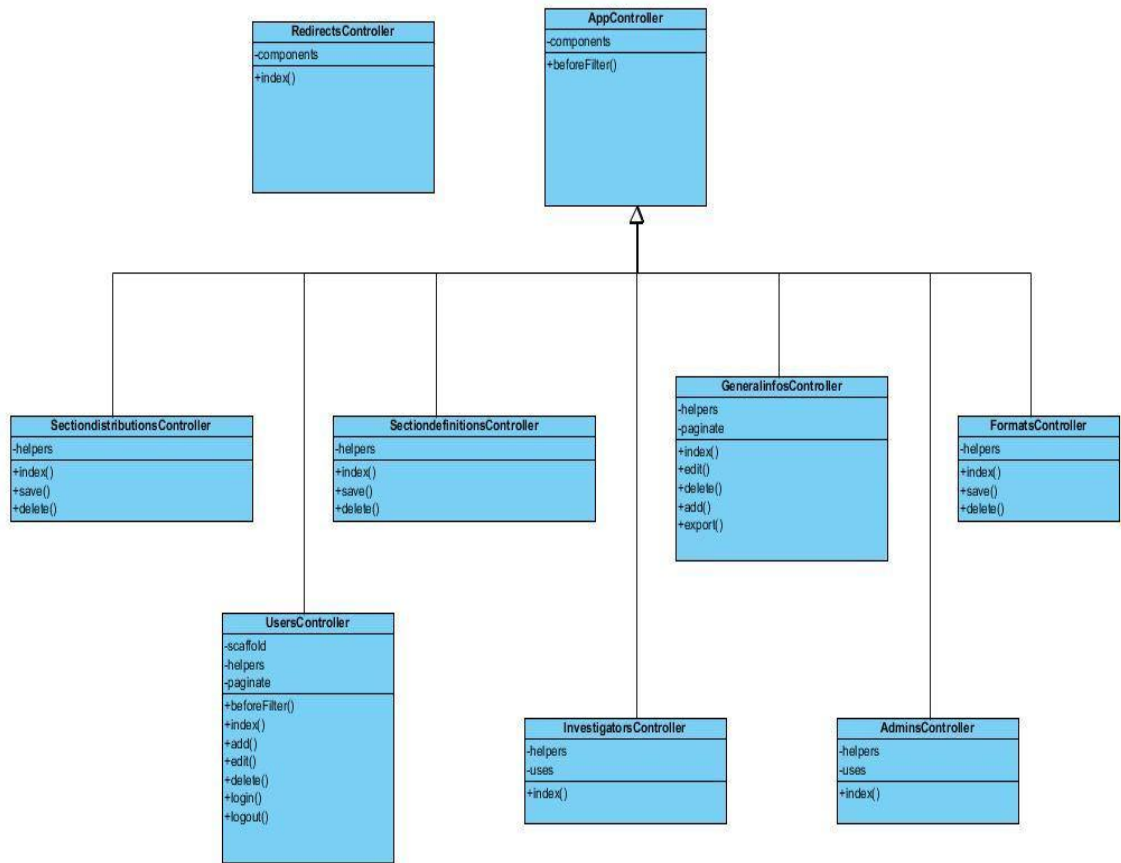 RedirectsController
-components
+index()
AppController
-components
+beforeFilter()
SectiondistributionsController
-helpers
+index()
+save()
+delete()
SectiondefinitionsController
-helpers
+index()
+save()
+delete()
GeneralinfosController
-helpers
-paginate
+index()
+edit()
+delete()
+add()
+export()
FormatsController
-helpers
+index()
+save()
+delete()
UsersController
-scaffold
-helpers
-paginate
+beforeFilter()
+index()
+add()
+edit()
+delete()
+login()
+logout()
InvestigatorsController
-helpers
-uses
+index()
AdminsController
-helpers
-uses
+index()